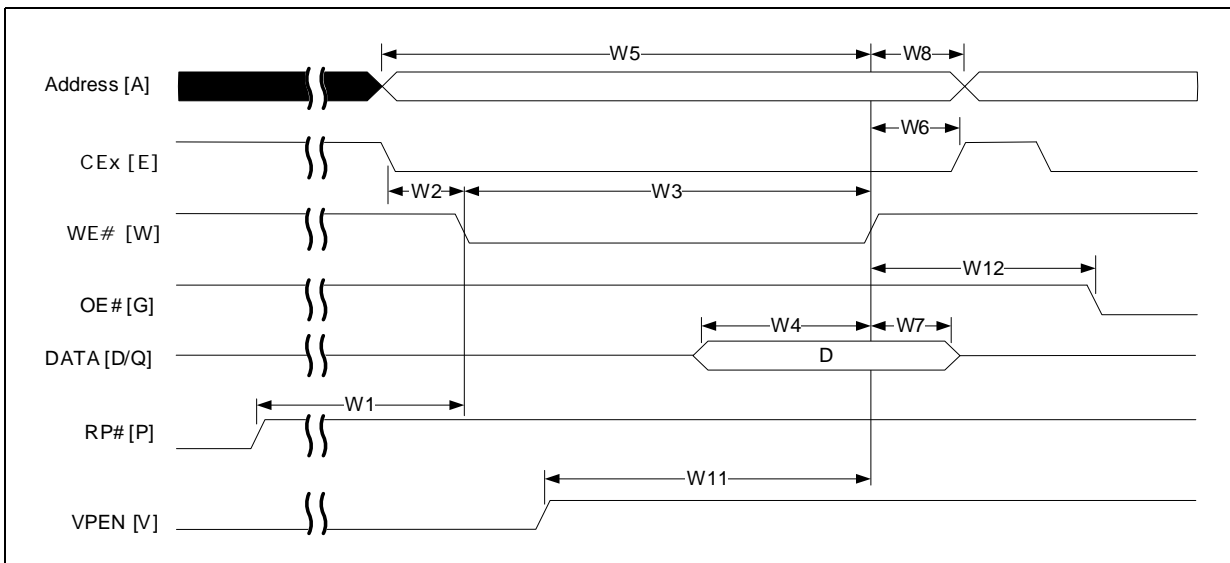 W5
W8
Address [A]
W6
CEx [E]
W2
W3
WE# [W]
W12
OE# [G]
W4
W7
DATA [D/Q]
D
W1
RP# [P]
W11
VPEN [V]